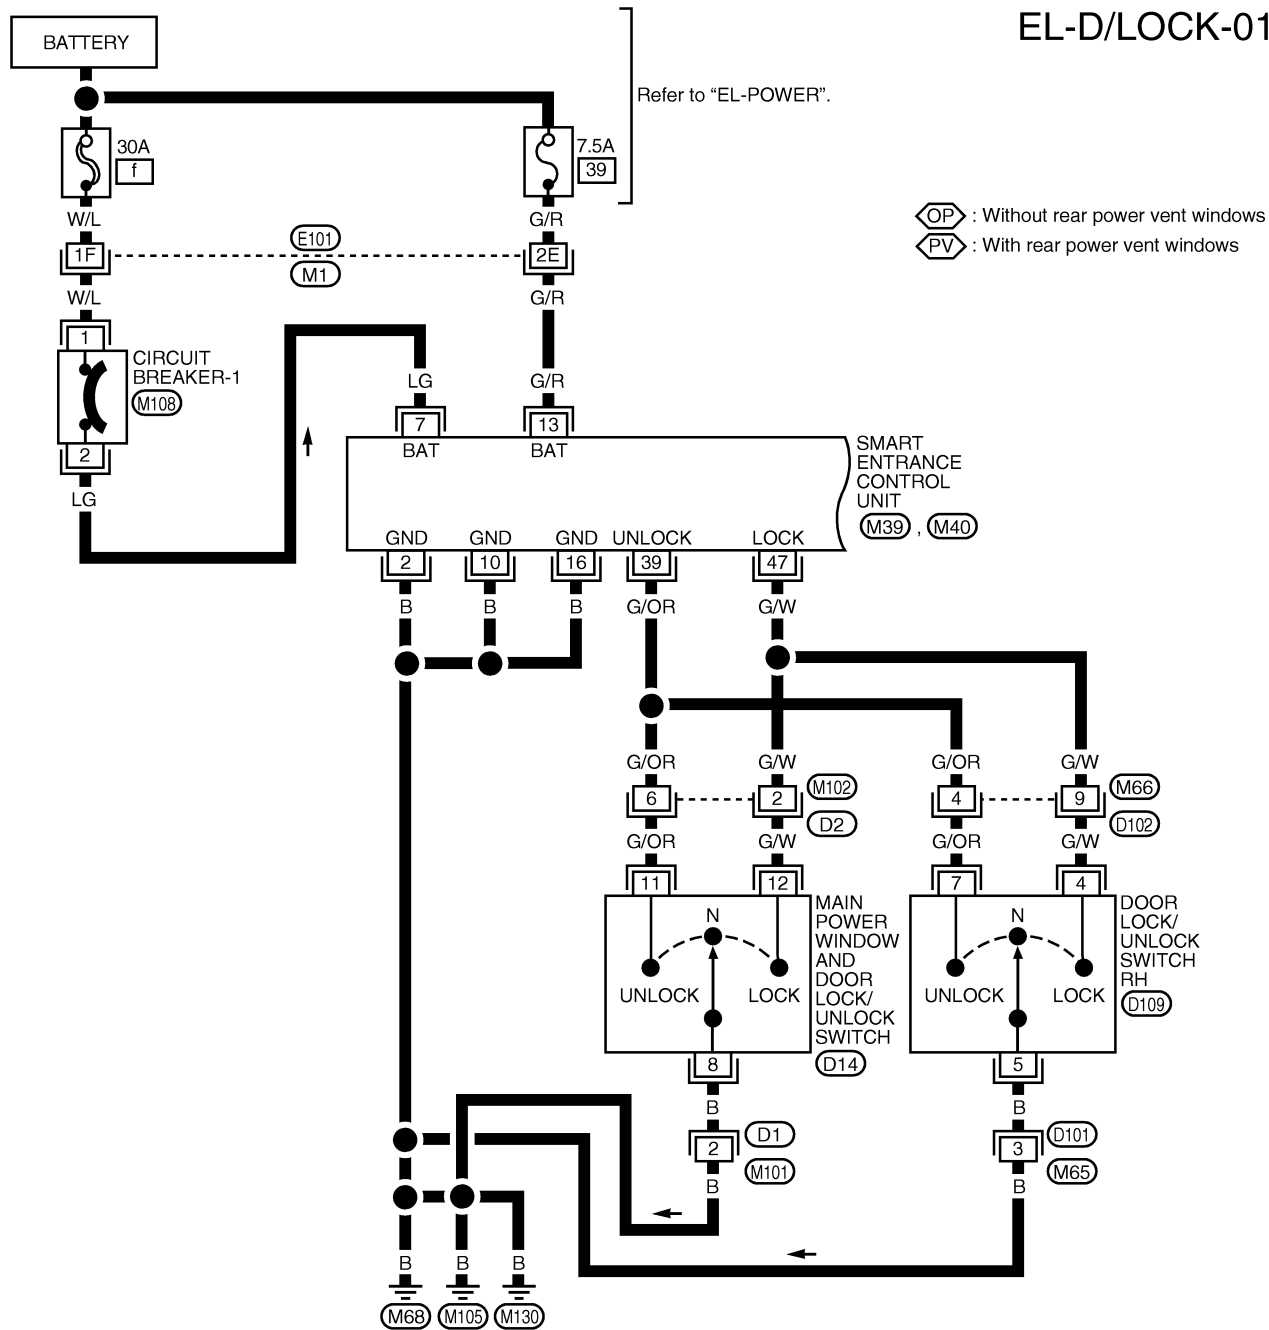 EL-D/LOCK-01
BATTERY
Refer to “EL-POWER”.
30A
f
7.5A
39
W/L
G/R
OP : Without rear power vent windows
PV : With rear power vent windows
1F
E101
M1
2E
W/L
G/R
1
CIRCUIT
BREAKER-1
M108
2
LG
LG
G/R
7
13
BAT
BAT
SMART
ENTRANCE
CONTROL
UNIT
M39 , M40
GND
GND
GND
UNLOCK
LOCK
2
10
16
39
47
B
B
B
G/OR
G/W
G/OR
G/W
G/OR
G/W
6
2
M102
D2
4
9
M66
D102
G/OR
G/W
G/OR
G/W
11
12
7
4
N
UNLOCK
LOCK
MAIN
POWER
WINDOW
AND
DOOR
LOCK/
UNLOCK
SWITCH
D14
N
UNLOCK
LOCK
DOOR
LOCK/
UNLOCK
SWITCH
RH
D109
8
5
B
B
2
D1
M101
3
D101
M65
B
B
B
B
B
M68
M105
M130